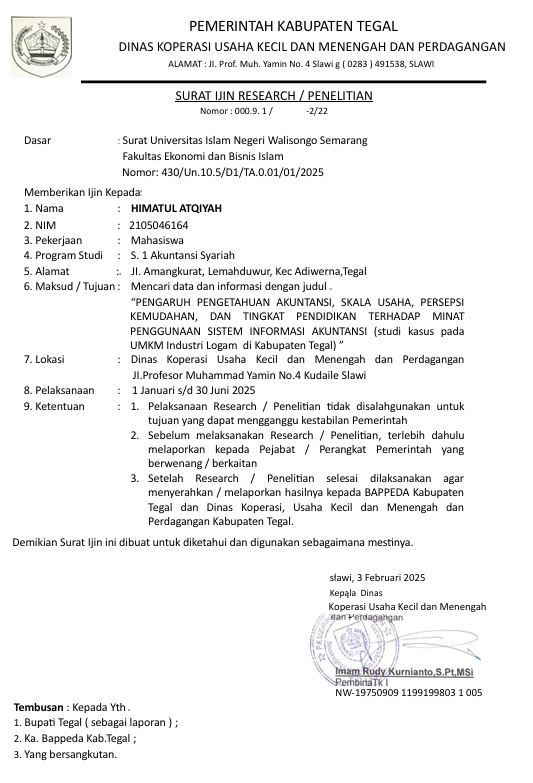 PEMERINTAH KABUPATEN TEGAL
DINAS KOPERASI USAHA KECIL DAN MENENGAH DAN PERDAGANGAN
ALAMAT : Jl. Prof. Muh. Yamin No. 4 Slawi g ( 0283 ) 491538, SLAWI
SURAT IJIN RESEARCH / PENELITIAN
Nomor : 000.9. 1 / -2/22
Dasar : Surat Universitas Islam Negeri Walisongo Semarang
Fakultas Ekonomi dan Bisnis Islam
Nomor: 430/Un.10.5/D1/TA.0.01/01/2025
Memberikan Ijin Kepada:
1. Nama : HIMATUL ATQIYAH
2. NIM : 2105046164
3. Pekerjaan : Mahasiswa
4. Program Studi : S. 1 Akuntansi Syariah
5. Alamat :. Jl. Amangkurat, Lemahduwur, Kec Adiwerna,Tegal
6. Maksud / Tujuan : Mencari data dan informasi dengan judul .
“PENGARUH PENGETAHUAN AKUNTANSI, SKALA USAHA, PERSEPSI
KEMUDAHAN, DAN TINGKAT PENDIDIKAN TERHADAP MINAT
PENGGUNAAN SISTEM INFORMASI AKUNTANSI (studi kasus pada
UMKM Industri Logam di Kabupaten Tegal) ”
7. Lokasi : Dinas Koperasi Usaha Kecil dan Menengah dan Perdagangan
Jl.Profesor Muhammad Yamin No.4 Kudaile Slawi
8. Pelaksanaan : 1 Januari s/d 30 Juni 2025
9. Ketentuan : 1. Pelaksanaan Research / Penelitian tidak disalahgunakan untuk
tujuan yang dapat mengganggu kestabilan Pemerintah
2. Sebelum melaksanakan Research / Penelitian, terlebih dahulu
melaporkan kepada Pejabat / Perangkat Pemerintah yang
berwenang / berkaitan
3. Setelah Research / Penelitian selesai dilaksanakan agar
menyerahkan / melaporkan hasilnya kepada BAPPEDA Kabupaten
Tegal dan Dinas Koperasi, Usaha Kecil dan Menengah dan
Perdagangan Kabupaten Tegal.
Demikian Surat Ijin ini dibuat untuk diketahui dan digunakan sebagaimana mestinya.
sławi, 3 Februari 2025
Kepala Dinas
Koperasi Usaha Kecil dan Menengah
dan Perdagangan
Imam Rudy Kurnianto,S.Pt,MSi
PembinaTk I
NW-19750909 1199199803 1 005
Tembusan : Kepada Yth .
1. Bupati Tegal ( sebagai laporan ) ;
2. Ka. Bappeda Kab.Tegal ;
3. Yang bersangkutan.